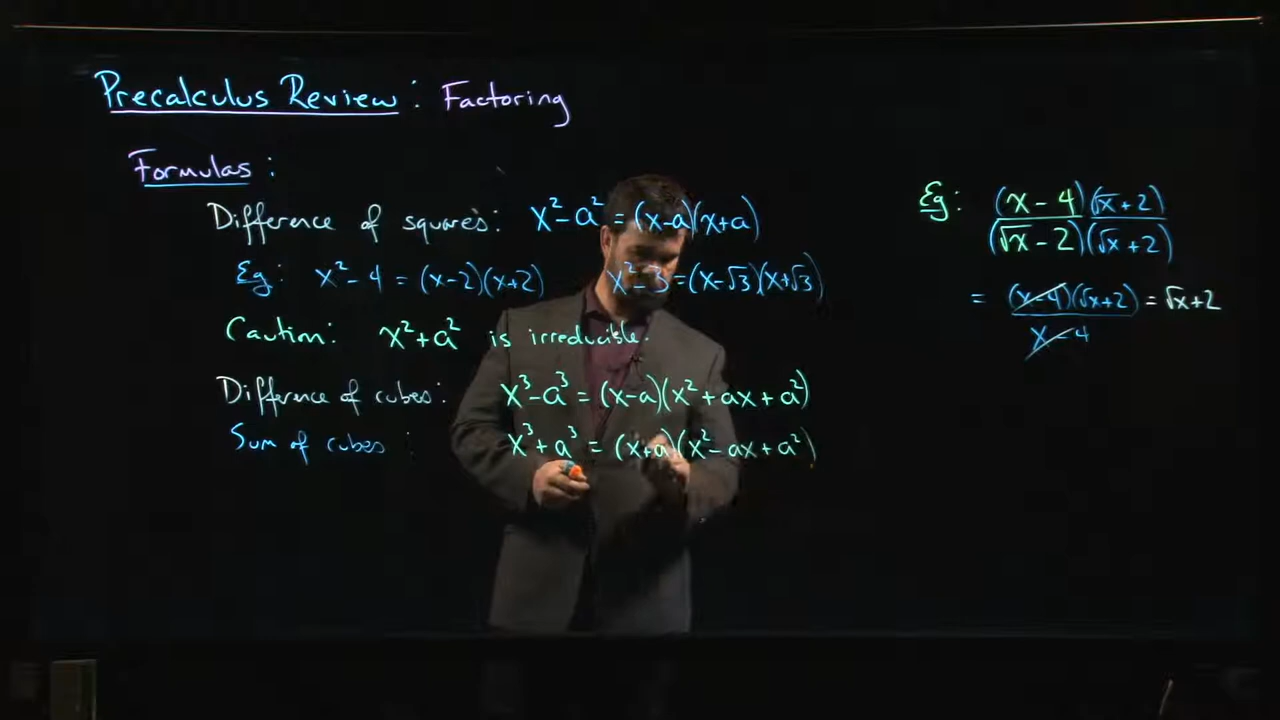 Precalculus Review: Factoring
Formulas:
Difference of squares: x²-a² = (x-a)(x+a)
Eg: x²-4 = (x-2)(x+2) x²-3 = (x-√3)(x+√3)
Caution: x²+a² is irreducible.
Difference of cubes: x³-a³ = (x-a)(x²+ax+a²)
Sum of cubes : x³+a³ = (x+a)(x²-ax+a²)
Eg: (x-4)(√x+2)
(√x-2)(√x+2)
= (x-4)(√x+2) = √x+2
x-4